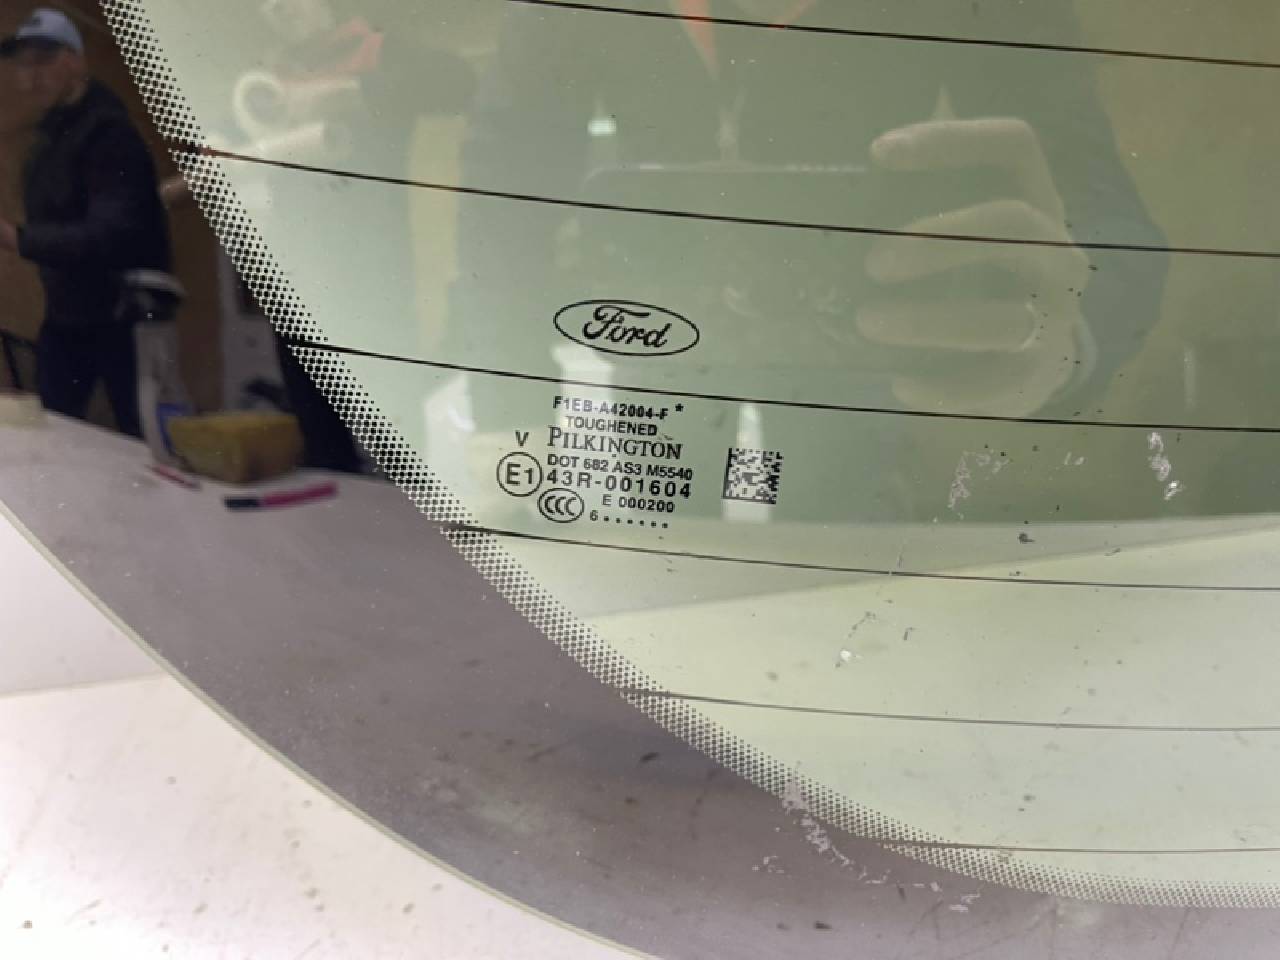 Ford
F1EB-A42004-F *
TOUGHENED
V PILKINGTON
DOT 682 AS3 M5540
E1 43R-001604
CCC E 000200
6 . . . . . .